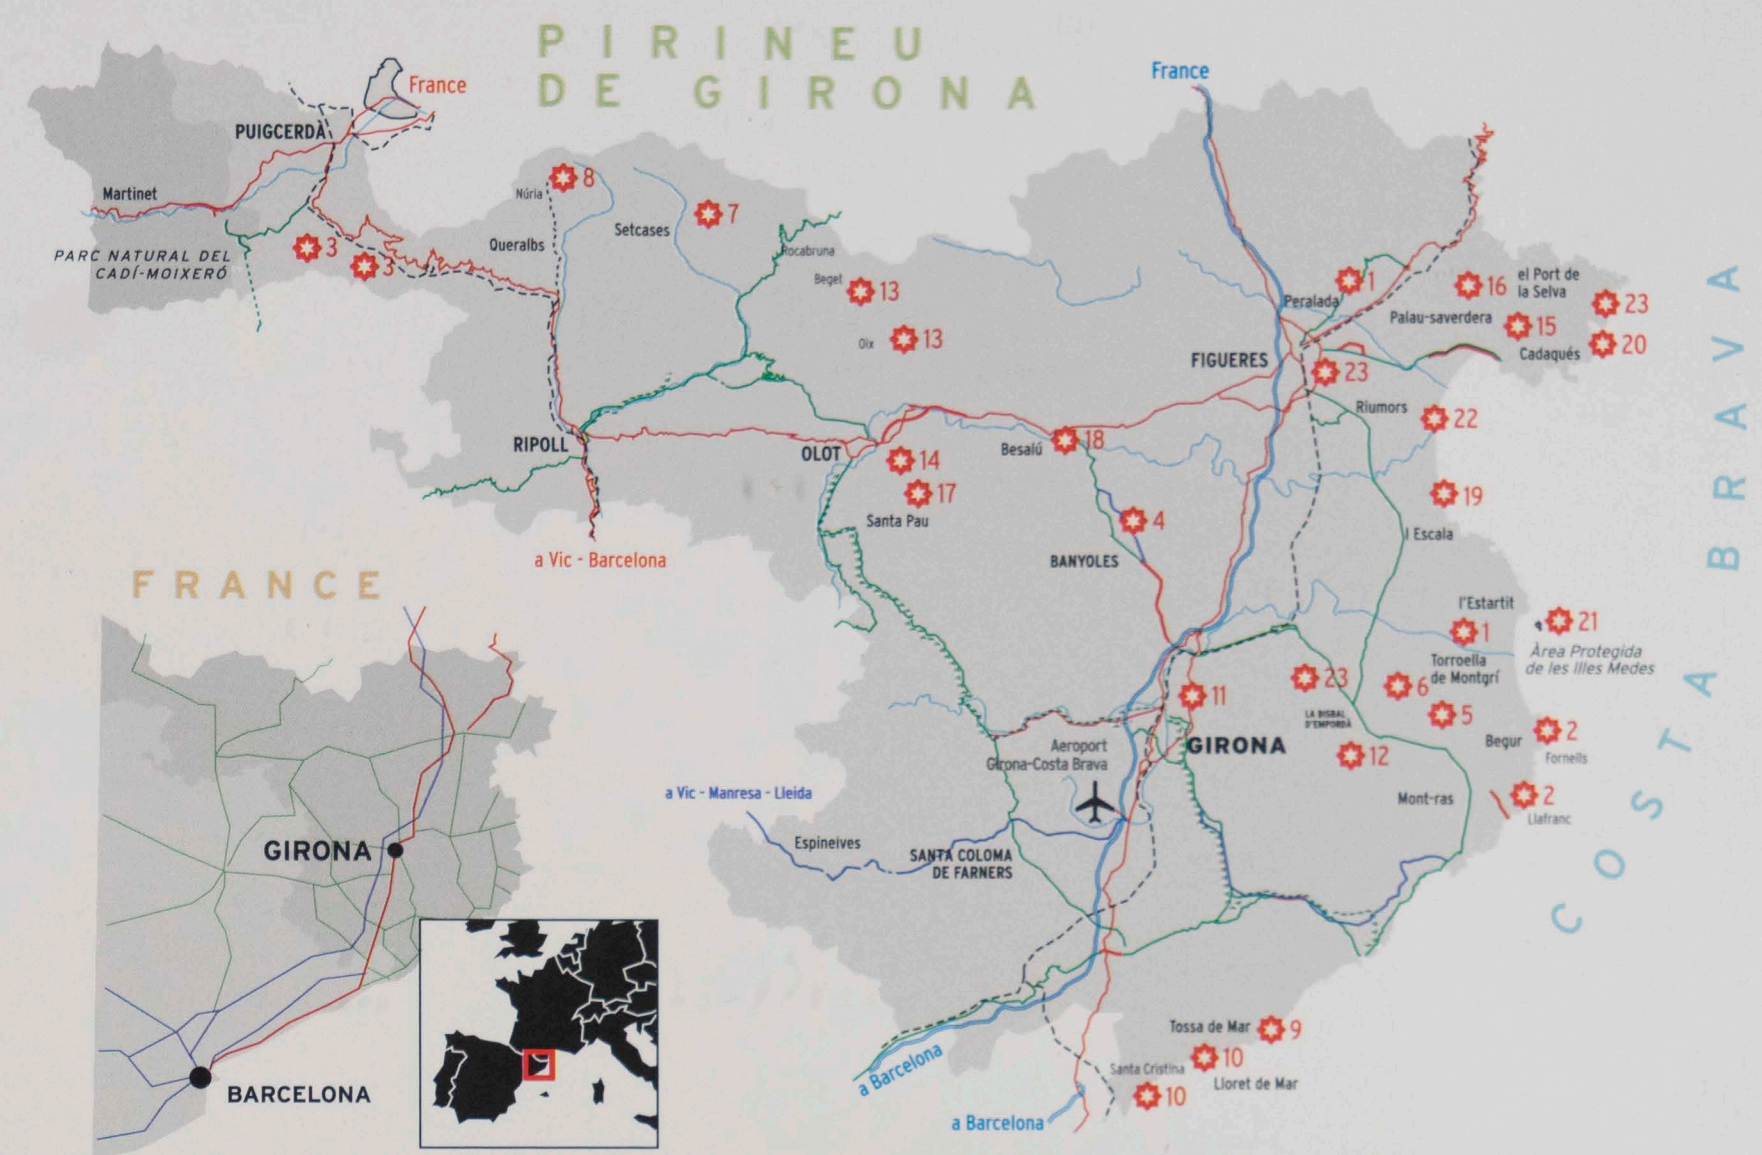 PIRINEU
DE GIRONA
France
France
PUIGCERDÀ
Martinet
PARC NATURAL DEL
CADÍ-MOIXERÓ
3
3
Núria
8
Queralbs
Setcases
7
Rocabruna
Beget
13
Oix
13
Peralada
1
16
el Port de
la Selva
23
Palau-saverdera
15
Cadaqués
20
FIGUERES
23
Riumors
22
RIPOLL
OLOT
14
17
Santa Pau
Besalú
18
19
l Escala
4
BANYOLES
a Vic - Barcelona
COSTA BRAVA
l'Estartit
1
21
Àrea Protegida
de les Illes Medes
Torroella
de Montgrí
23
6
5
11
LA BISBAL
D'EMPORDÀ
12
Begur
2
Fornells
GIRONA
Aeroport
Girona-Costa Brava
Mont-ras
2
Llafranc
a Vic - Manresa - Lleida
Espineives
SANTA COLOMA
DE FARNERS
Tossa de Mar
9
10
Santa Cristina
Lloret de Mar
10
a Barcelona
a Barcelona
FRANCE
GIRONA
BARCELONA